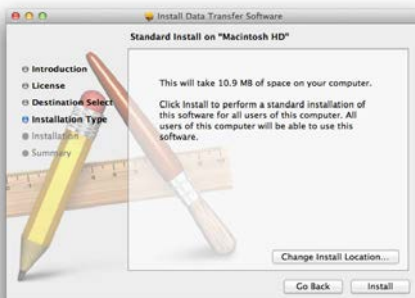 Install Data Transfer Software
Standard Install on "Macintosh HD"
Introduction
License
Destination Select
Installation Type
Installation
Summary
This will take 10.9 MB of space on your computer.
Click Install to perform a standard installation of
this software for all users of this computer. All
users of this computer will be able to use this
software.
Change Install Location...
Go Back
Install